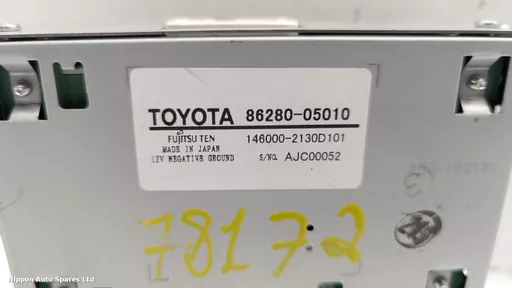 TOYOTA 86280-05010
FUJITSU TEN 146000-2130D101
MADE IN JAPAN
12V NEGATIVE GROUND S/NO. AJC00052
3
78172
Nippon Auto Spares Ltd